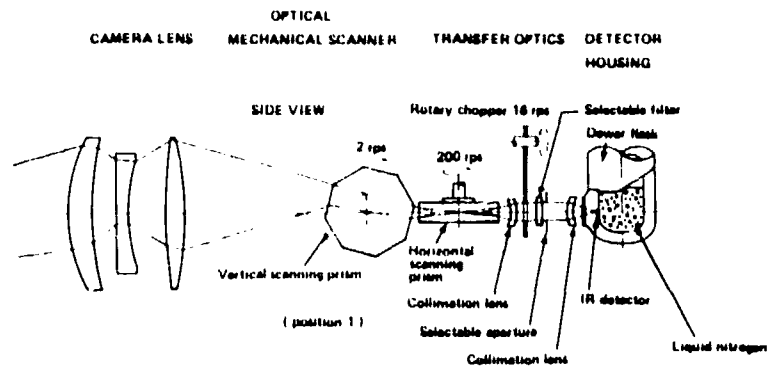 OPTICAL
CAMERA LENS MECHANICAL SCANNER TRANSFER OPTICS DETECTOR
HOUSING
SIDE VIEW Rotary chopper 16 rps Selectable filter
Dewer flask
2 rps
200 rps
Vertical scanning prism
Horizontal
scanning
prism
Collimation lens
IR detector
( position 1 )
Selectable aperture
Liquid nitrogen
Collimation lens